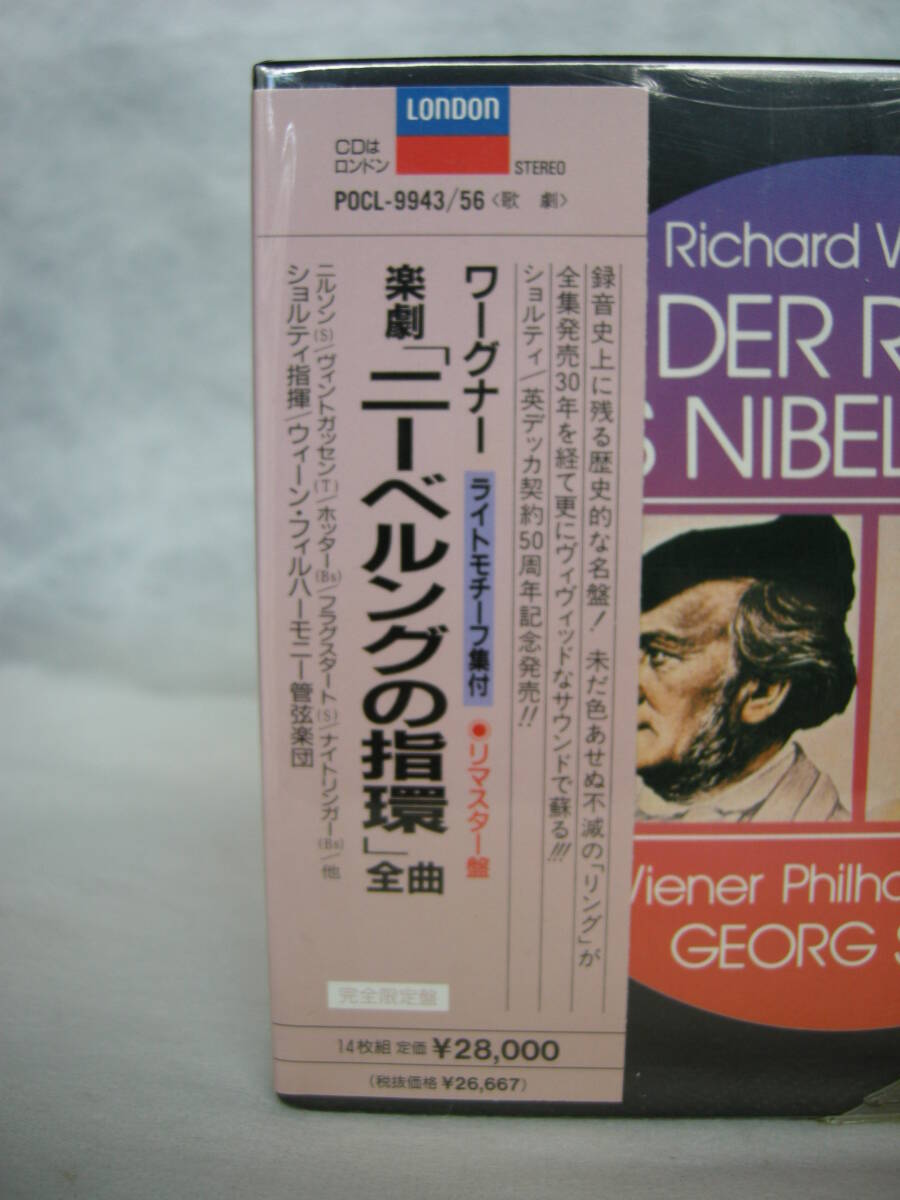 LONDON
CDは
ロンドン
STEREO
POCL-9943/56〈歌 劇〉
録音史上に残る歴史的な名盤! 未だ色あせぬ不滅の「リング」が
全集発売30年を経て更にヴィヴィッドなサウンドで蘇る!!!
ショルティ/英デッカ契約50周年記念発売!!
ワーグナー ライトモチーフ集付 ●リマスター盤
楽劇「ニーベルングの指環」全曲
ニルソン(S)/ヴィントガッセン(T)/ホッター(Bs)/フラグスタート(S)/ナイトリンガー(Bs)/他
ショルティ指揮/ウィーン・フィルハーモニー管弦楽団
完全限定盤
14枚組 定価 ¥28,000
(税抜価格 ¥26,667)
Richard W
DER R
S NIBEL
Wiener Philha
GEORG S